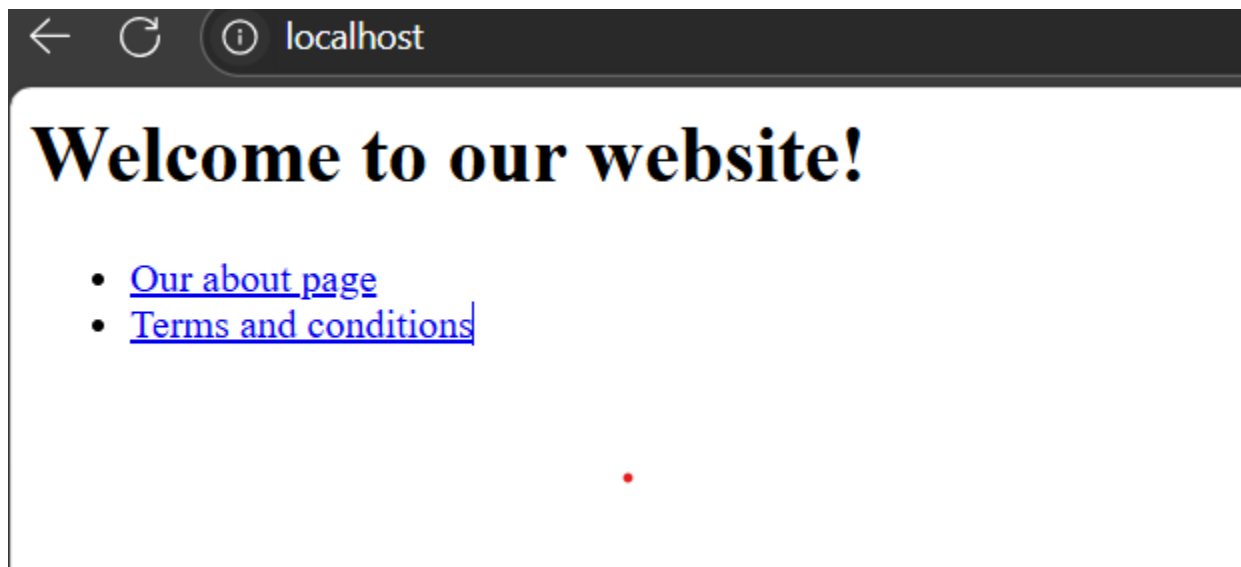 localhost
Welcome to our website!
Our about page
Terms and conditions